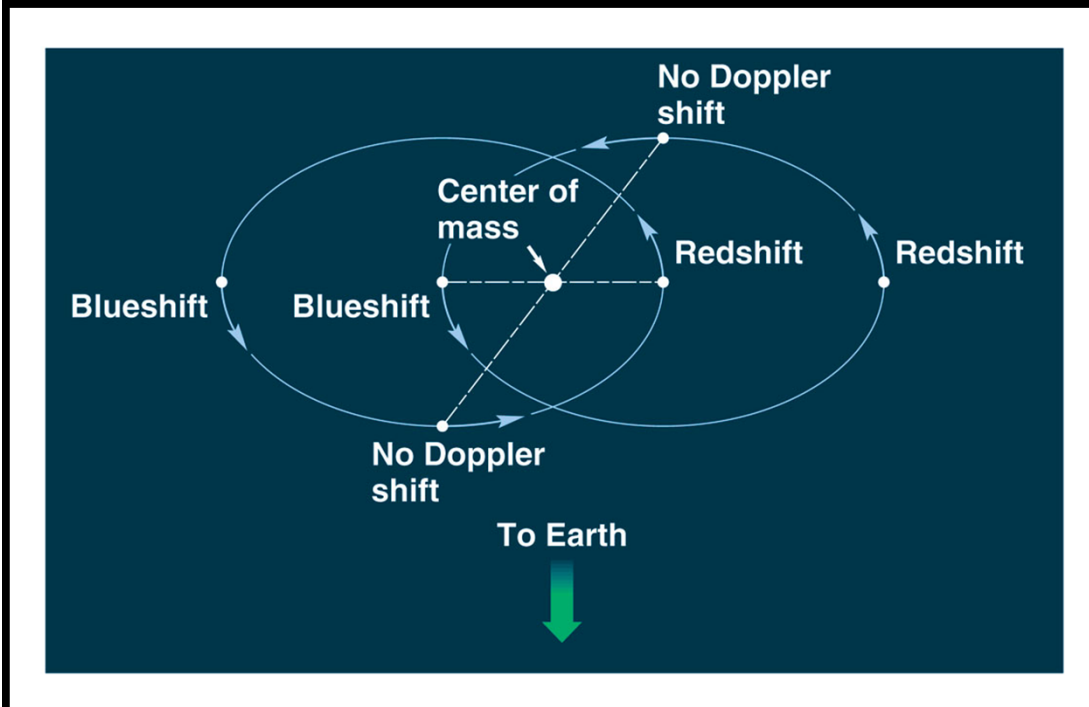 No Doppler
shift
Center of
mass
Redshift
Redshift
Blueshift
Blueshift
No Doppler
shift
To Earth